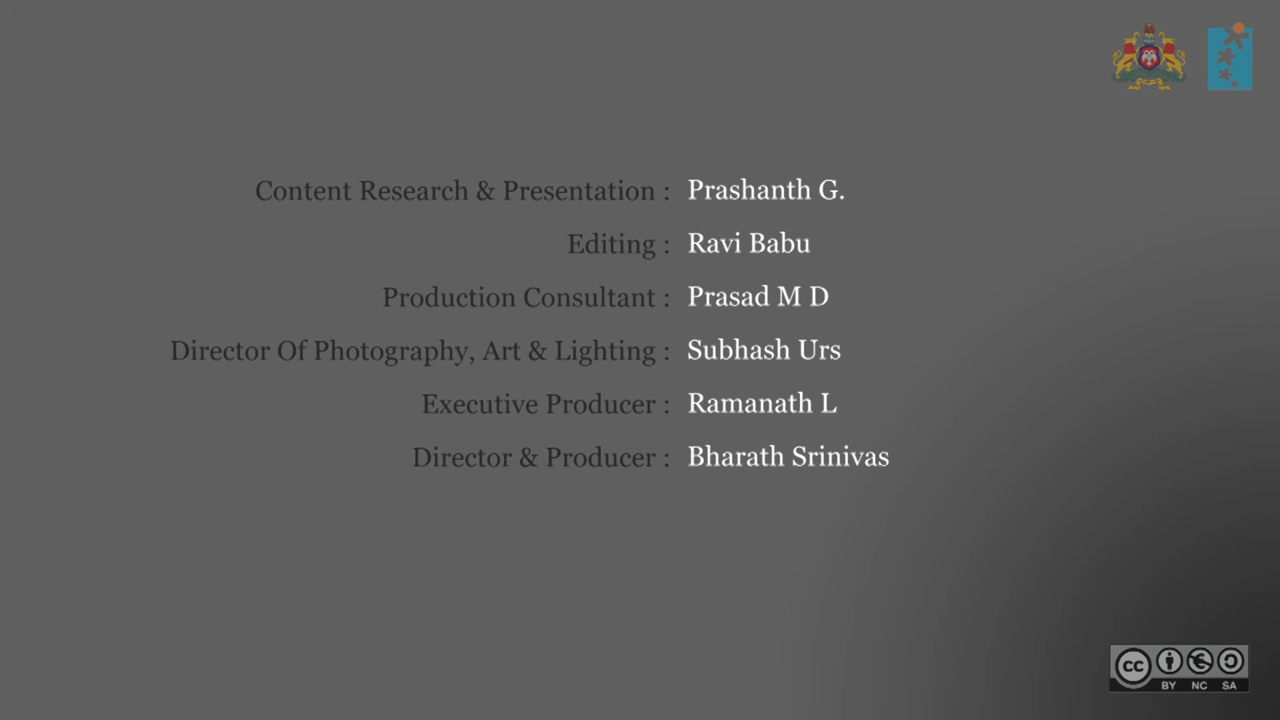 Content Research & Presentation : Prashanth G.
Editing : Ravi Babu
Production Consultant : Prasad M D
Director Of Photography, Art & Lighting : Subhash Urs
Executive Producer : Ramanath L
Director & Producer : Bharath Srinivas
cc BY NC SA